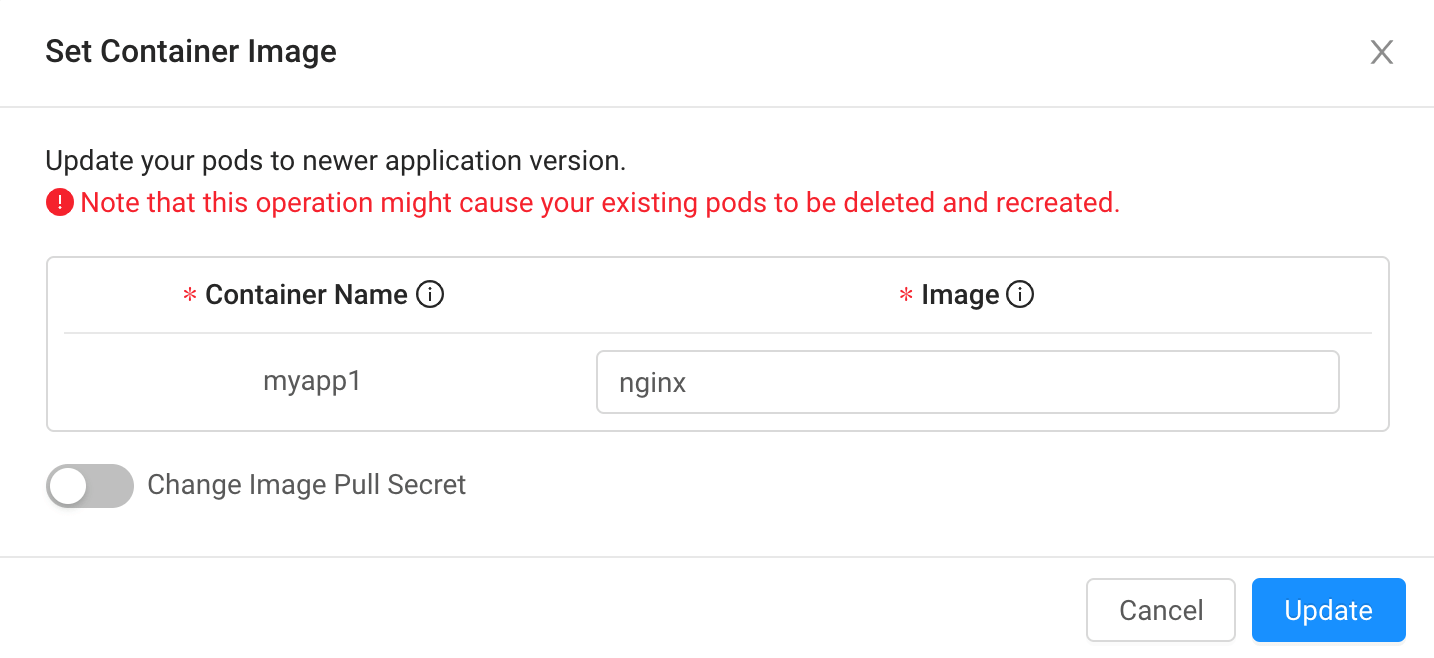 Set Container Image
Update your pods to newer application version.
Note that this operation might cause your existing pods to be deleted and recreated.
* Container Name * Image
myapp1 nginx
Change Image Pull Secret
Cancel Update